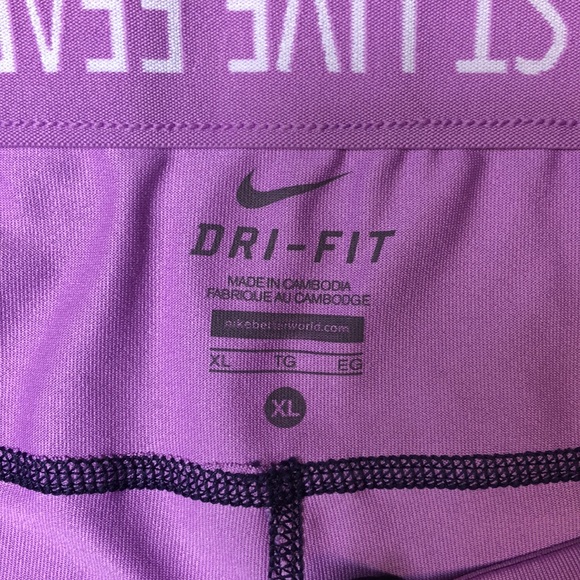 DRI-FIT
MADE IN CAMBODIA
FABRIQUE AU CAMBODGE
nikebetterworld.com
XL TG EG
XL